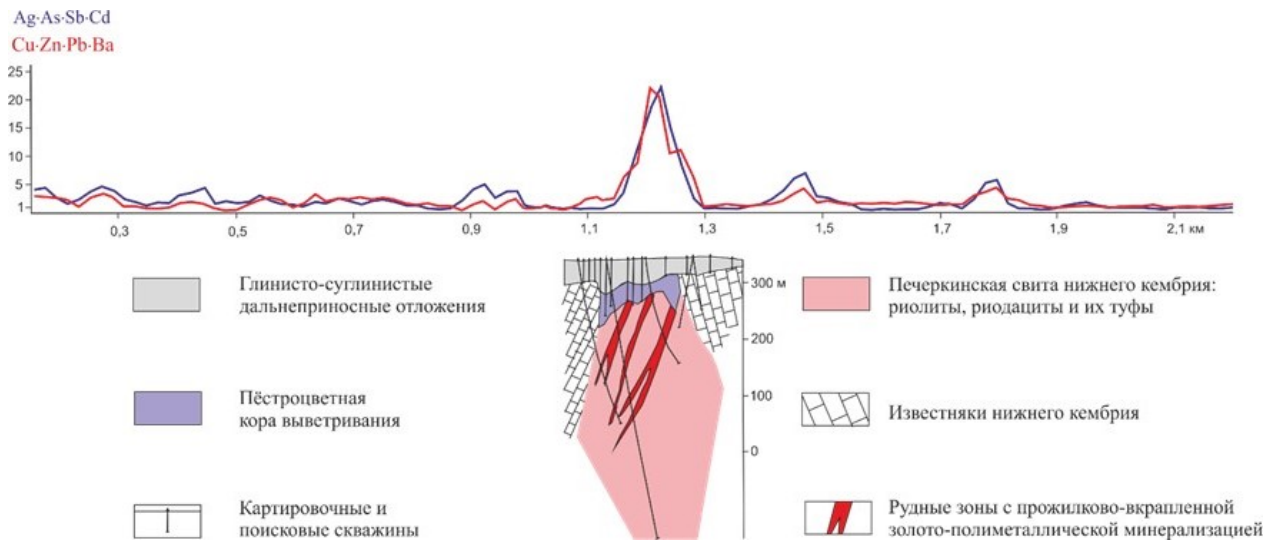 Ag·As·Sb·Cd
Cu·Zn·Pb·Ba
25
20
15
10
5
1
0,3 0,5 0,7 0,9 1,1 1,3 1,5 1,7 1,9 2,1 км
Глинисто-суглинистые
дальнеприносные отложения
Пёстроцветная
кора выветривания
Картировочные и
поисковые скважины
300 м
200
100
0
Печеркинская свита нижнего кембрия:
риолиты, риодациты и их туфы
Известняки нижнего кембрия
Рудные зоны с прожилково-вкрапленной
золото-полиметаллической минерализацией